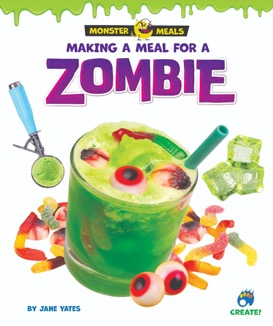 MONSTER MEALS
MAKING A MEAL FOR A
ZOMBIE
BY JANE YATES
CREATE!